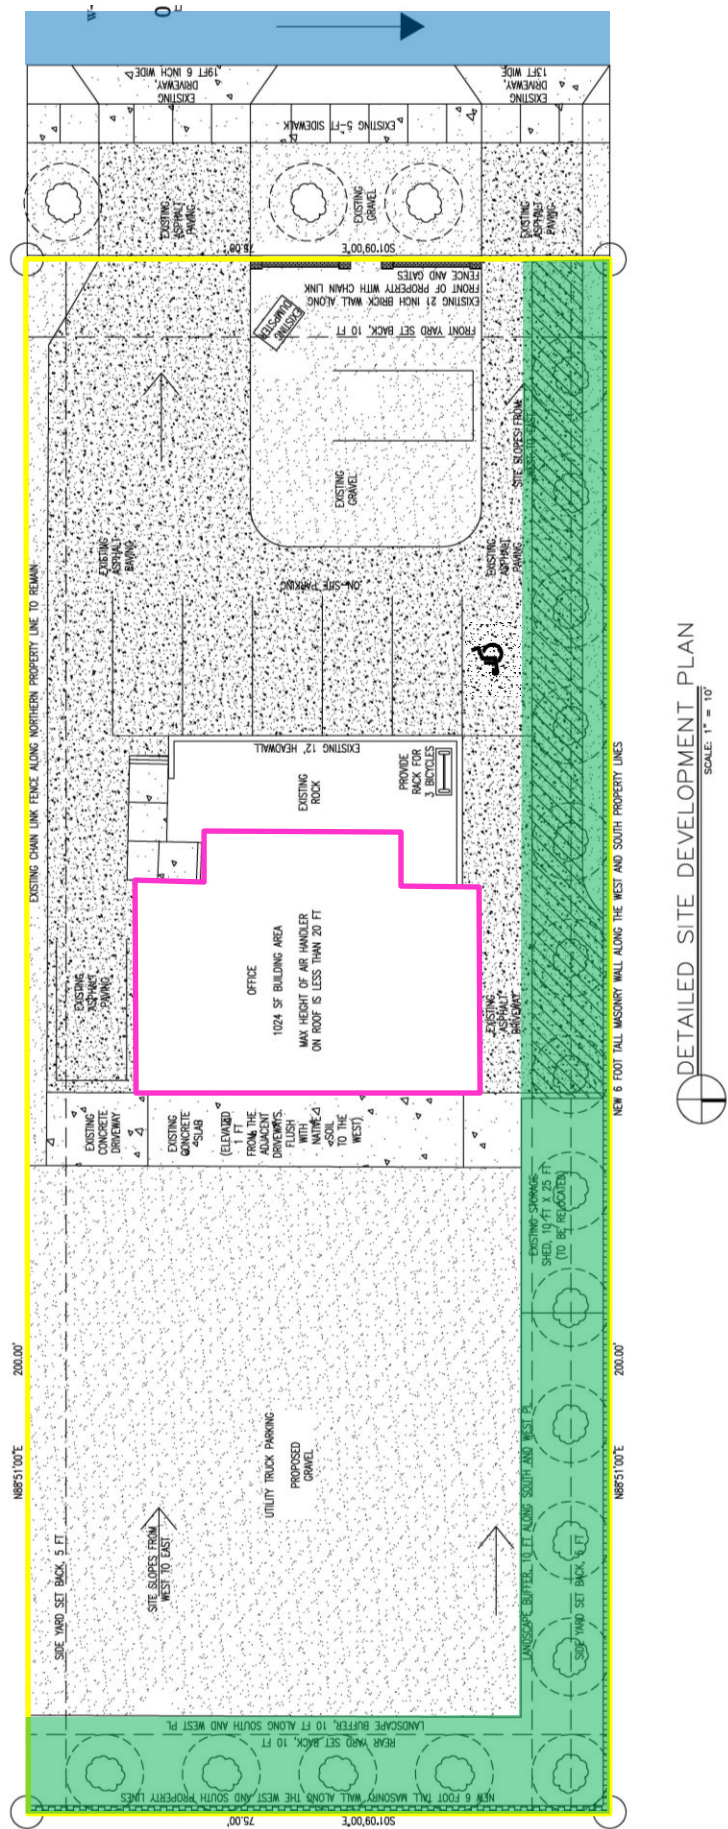 EXISTING
DRIVEWAY,
19FT 6 INCH WIDE
EXISTING
DRIVEWAY,
13FT WIDE
EXISTING 5-FT SIDEWALK
EXISTING
ASPHALT
PAVING
EXISTING
GRAVEL
EXISTING
ASPHALT
PAVING
S01°09'00"E
EXISTING 21 INCH BRICK WALL ALONG
FRONT OF PROPERTY WITH CHAIN LINK
FENCE AND GATES
EXISTING
DUMPSTER
FRONT YARD SET BACK, 10 FT
EXISTING
GRAVEL
SITE SLOPES FROM
EXISTING
ASPHALT
PAVING
EXISTING
ASPHALT
PAVING
ON-SITE PARKING
EXISTING CHAIN LINK FENCE ALONG NORTHERN PROPERTY LINE TO REMAIN
EXISTING 12' HEADWALL
EXISTING
ROCK
PROVIDE
RACK FOR
3 BICYCLES
OFFICE
1024 SF BUILDING AREA
MAX HEIGHT OF AIR HANDLER
ON ROOF IS LESS THAN 20 FT
EXISTING
ASPHALT
PAVING
EXISTING
ASPHALT
DRIVEWAY
EXISTING
CONCRETE
DRIVEWAY
EXISTING
CONCRETE
SLAB
(ELEVATED
1 FT
FROM THE
ADJACENT
DRIVEWAYS.
FLUSH
WITH
NATIVE
SOIL
TO THE
WEST)
EXISTING STORAGE
SHED, 10 FT X 25 FT
(TO BE RELOCATED)
NEW 6 FOOT TALL MASONRY WALL ALONG THE WEST AND SOUTH PROPERTY LINES
N88°51'00"E 200.00'
N88°51'00"E 200.00'
UTILITY TRUCK PARKING
PROPOSED
GRAVEL
SITE SLOPES FROM
WEST TO EAST
SIDE YARD SET BACK, 5 FT
LANDSCAPE BUFFER, 10 FT ALONG SOUTH AND WEST PL
SIDE YARD SET BACK, 5 FT
LANDSCAPE BUFFER, 10 FT ALONG SOUTH AND WEST PL
REAR YARD SET BACK, 10 FT
NEW 6 FOOT TALL MASONRY WALL ALONG THE WEST AND SOUTH PROPERTY LINES
S01°09'00"E
75.00'
DETAILED SITE DEVELOPMENT PLAN
SCALE: 1" = 10'